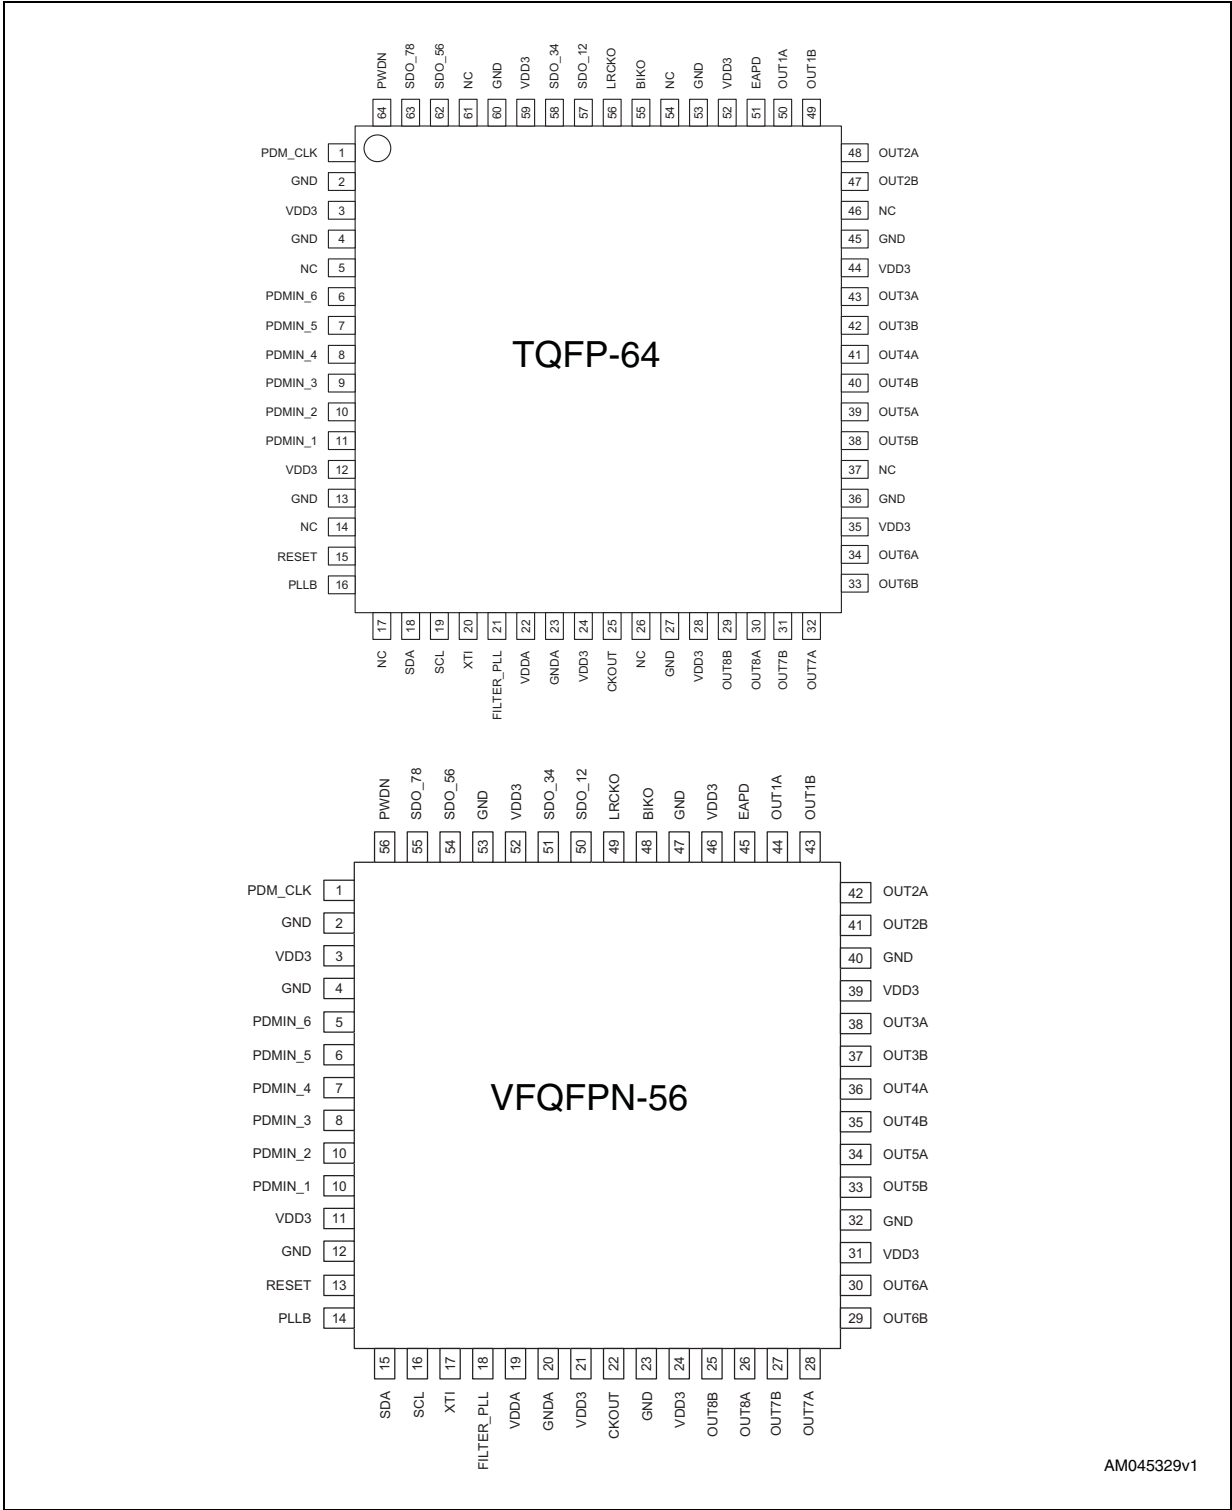 PWDN SDO_78 SDO_56 NC GND VDD3 SDO_34 SDO_12 LRCKO BIKO NC GND VDD3 EAPD OUT1A OUT1B
64 63 62 61 60 59 58 57 56 55 54 53 52 51 50 49
PDM_CLK 1 48 OUT2A
GND 2 47 OUT2B
VDD3 3 46 NC
GND 4 45 GND
NC 5 44 VDD3
PDMIN_6 6 43 OUT3A
PDMIN_5 7 42 OUT3B
TQFP-64
PDMIN_4 8 41 OUT4A
PDMIN_3 9 40 OUT4B
PDMIN_2 10 39 OUT5A
PDMIN_1 11 38 OUT5B
VDD3 12 37 NC
GND 13 36 GND
NC 14 35 VDD3
RESET 15 34 OUT6A
PLLB 16 33 OUT6B
17 18 19 20 21 22 23 24 25 26 27 28 29 30 31 32
NC SDA SCL XTI FILTER_PLL VDDA GNDA VDD3 CKOUT NC GND VDD3 OUT8B OUT8A OUT7B OUT7A
PWDN SDO_78 SDO_56 GND VDD3 SDO_34 SDO_12 LRCKO BIKO GND VDD3 EAPD OUT1A OUT1B
56 55 54 53 52 51 50 49 48 47 46 45 44 43
PDM_CLK 1 42 OUT2A
GND 2 41 OUT2B
VDD3 3 40 GND
GND 4 39 VDD3
PDMIN_6 5 38 OUT3A
PDMIN_5 6 37 OUT3B
PDMIN_4 7 36 OUT4A
VFQFPN-56
PDMIN_3 8 35 OUT4B
PDMIN_2 10 34 OUT5A
PDMIN_1 10 33 OUT5B
VDD3 11 32 GND
GND 12 31 VDD3
RESET 13 30 OUT6A
PLLB 14 29 OUT6B
15 16 17 18 19 20 21 22 23 24 25 26 27 28
SDA SCL XTI FILTER_PLL VDDA GNDA VDD3 CKOUT GND VDD3 OUT8B OUT8A OUT7B OUT7A
AM045329v1